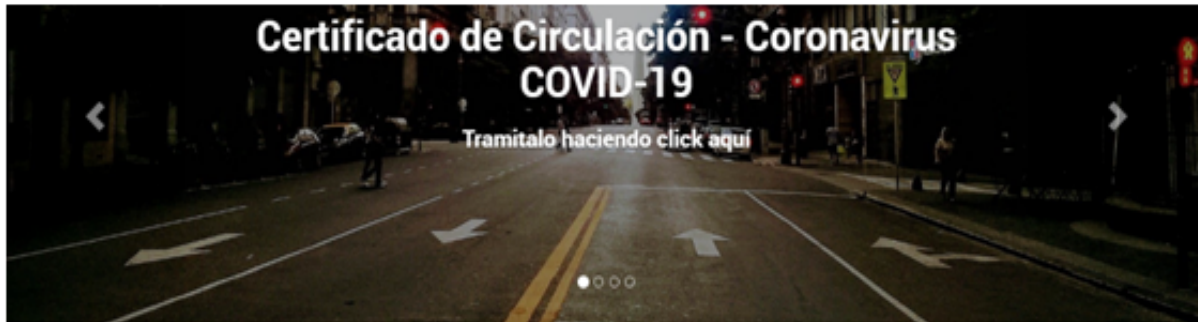 Certificado de Circulación - Coronavirus
COVID-19
Tramitalo haciendo click aquí